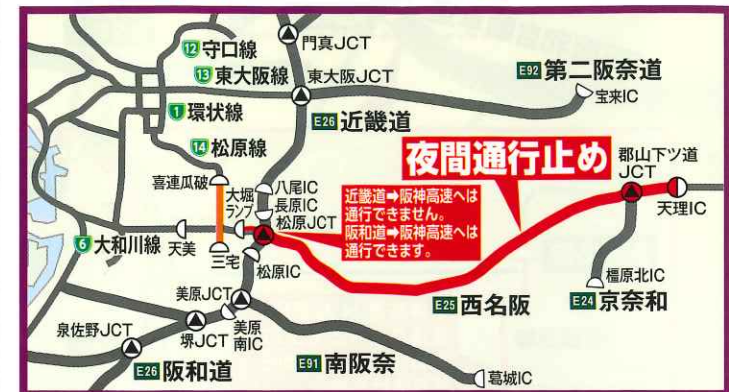 12 守口線
門真JCT
13 東大阪線
東大阪JCT
E92 第二阪奈道
宝来IC
1 環状線
E26 近畿道
14 松原線
夜間通行止め
郡山下ツ道
JCT
喜連瓜破
大堀
ランプ
八尾IC
長原IC
松原JCT
近畿道➡阪神高速へは
通行できません。
阪和道➡阪神高速へは
通行できます。
天理IC
6 大和川線
天美
三宅
松原IC
橿原北IC
美原JCT
E25 西名阪
E24 京奈和
泉佐野JCT
堺JCT
美原
南IC
E26 阪和道
E91 南阪奈
葛城IC